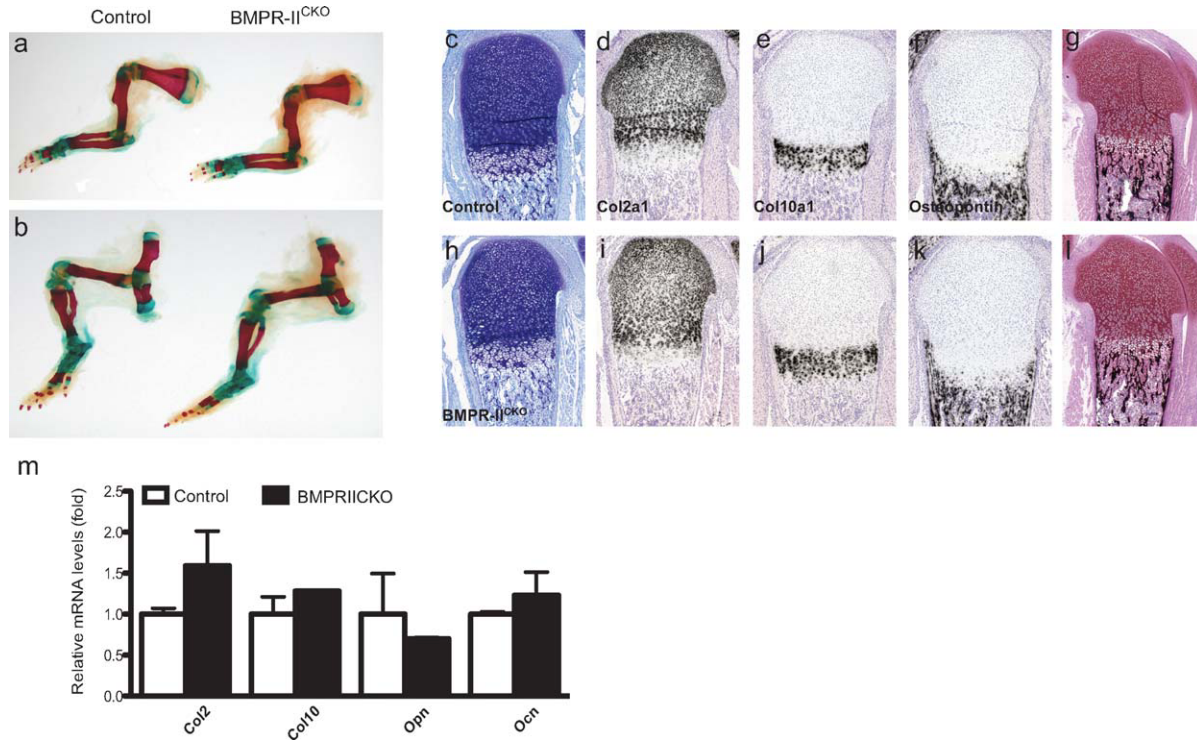 Control BMPR-II^CKO
a
b
c d e f g
Control Col2a1 Col10a1 Osteopontin
h i j k l
BMPR-II^CKO
m
Control BMPRIICKO
Relative mRNA levels (fold)
2.5
2.0
1.5
1.0
0.5
0.0
Col2 Col10 Opn Ocn